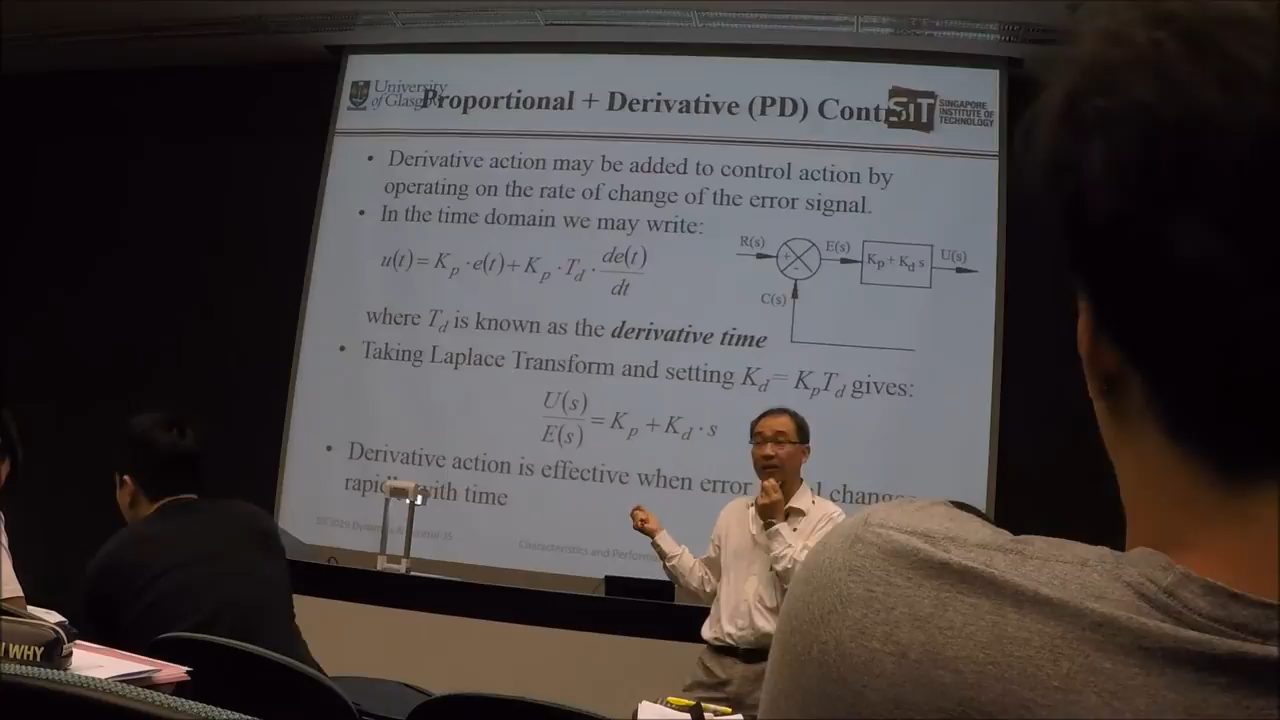 University
of Glasg
Proportional + Derivative (PD) Cont
SIT
SINGAPORE
INSTITUTE OF
TECHNOLOGY
• Derivative action may be added to control action by
operating on the rate of change of the error signal.
• In the time domain we may write:
u(t) = K_p · e(t) + K_p · T_d · de(t)/dt
R(s)
E(s)
U(s)
+
-
K_p + K_d s
C(s)
where T_d is known as the derivative time
• Taking Laplace Transform and setting K_d = K_pT_d gives:
U(s)/E(s) = K_p + K_d · s
• Derivative action is effective when error
change
with time
Characteristics and Perform
I WHY